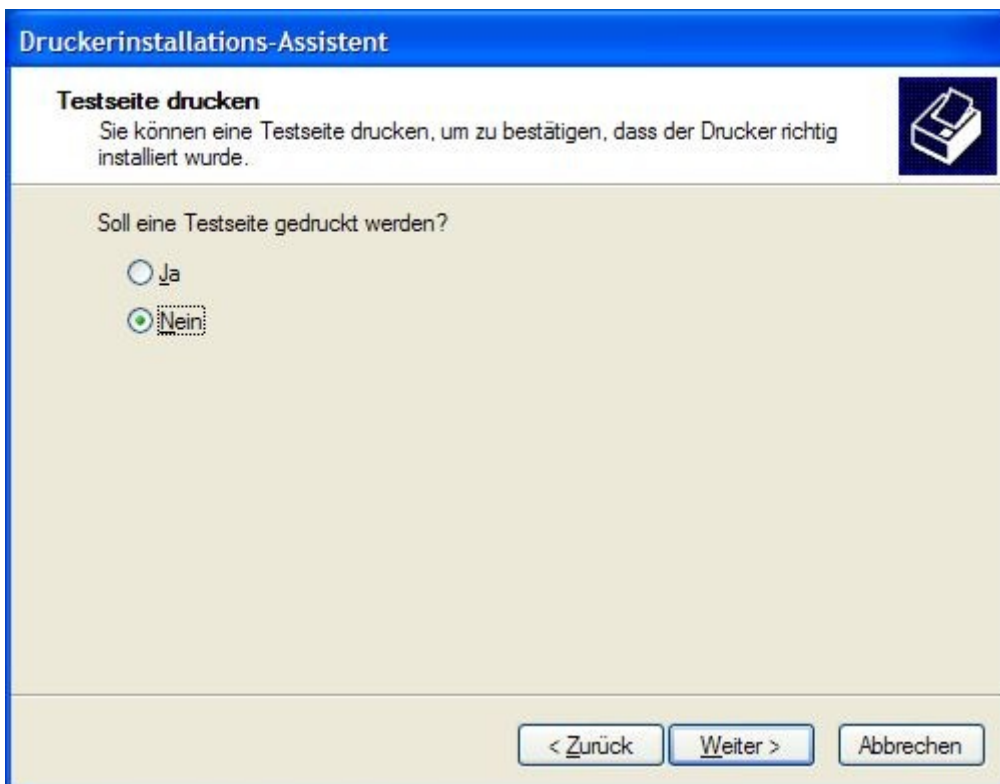 Druckerinstallations-Assistent
Testseite drucken
Sie können eine Testseite drucken, um zu bestätigen, dass der Drucker richtig
installiert wurde.
Soll eine Testseite gedruckt werden?
Ja
Nein
< Zurück
Weiter >
Abbrechen